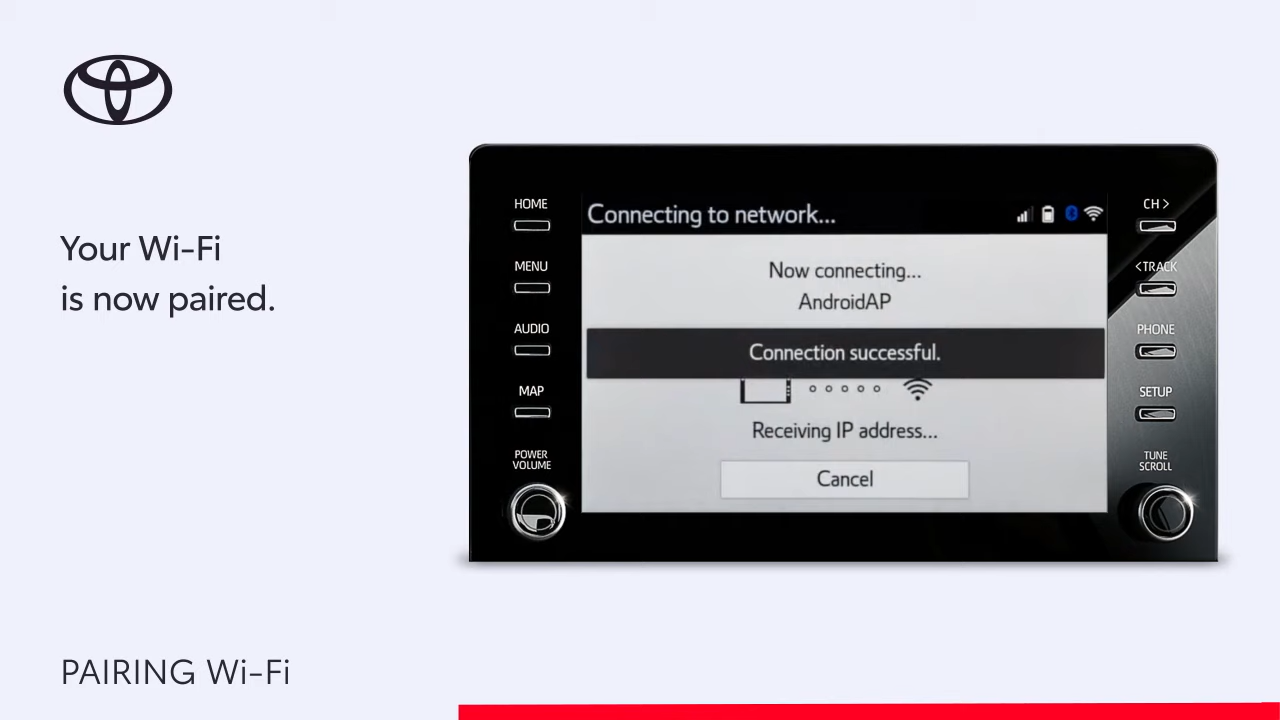 Your Wi-Fi
is now paired.
HOME
MENU
AUDIO
MAP
POWER
VOLUME
Connecting to network...
Now connecting...
AndroidAP
Connection successful.
Receiving IP address...
Cancel
CH >
<TRACK
PHONE
SETUP
TUNE
SCROLL
PAIRING Wi-Fi